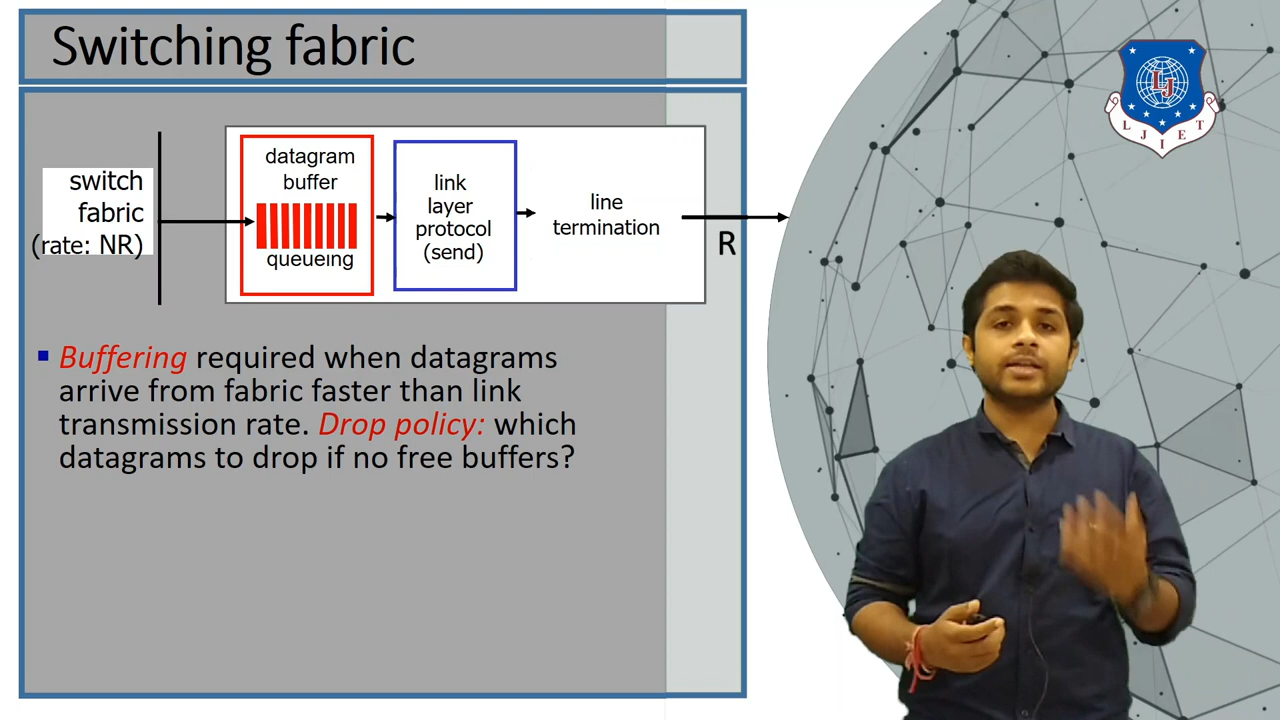 Switching fabric
switch
fabric
(rate: NR)
datagram
buffer
queueing
link
layer
protocol
(send)
line
termination
R
Buffering required when datagrams
arrive from fabric faster than link
transmission rate. Drop policy: which
datagrams to drop if no free buffers?
LJ
L J I E T